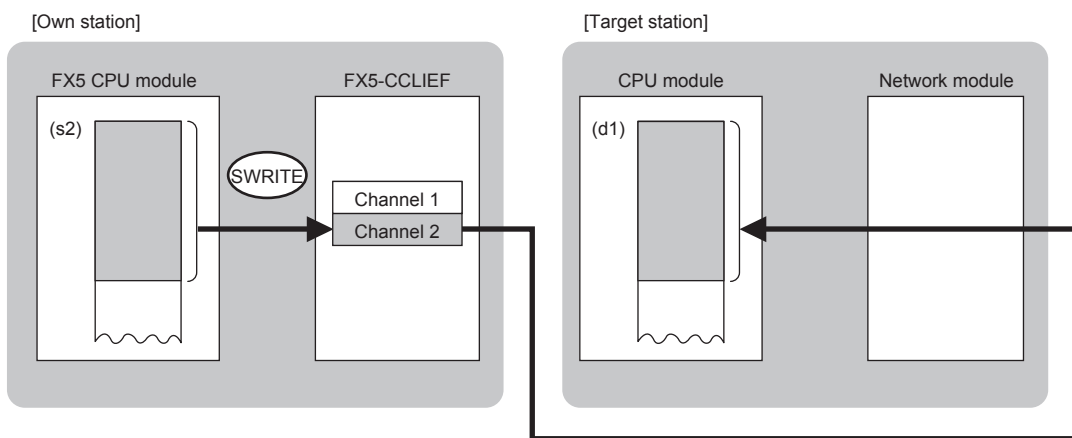 [Own station]
[Target station]
FX5 CPU module
FX5-CCLIEF
CPU module
Network module
(s2)
(d1)
SWRITE
Channel 1
Channel 2